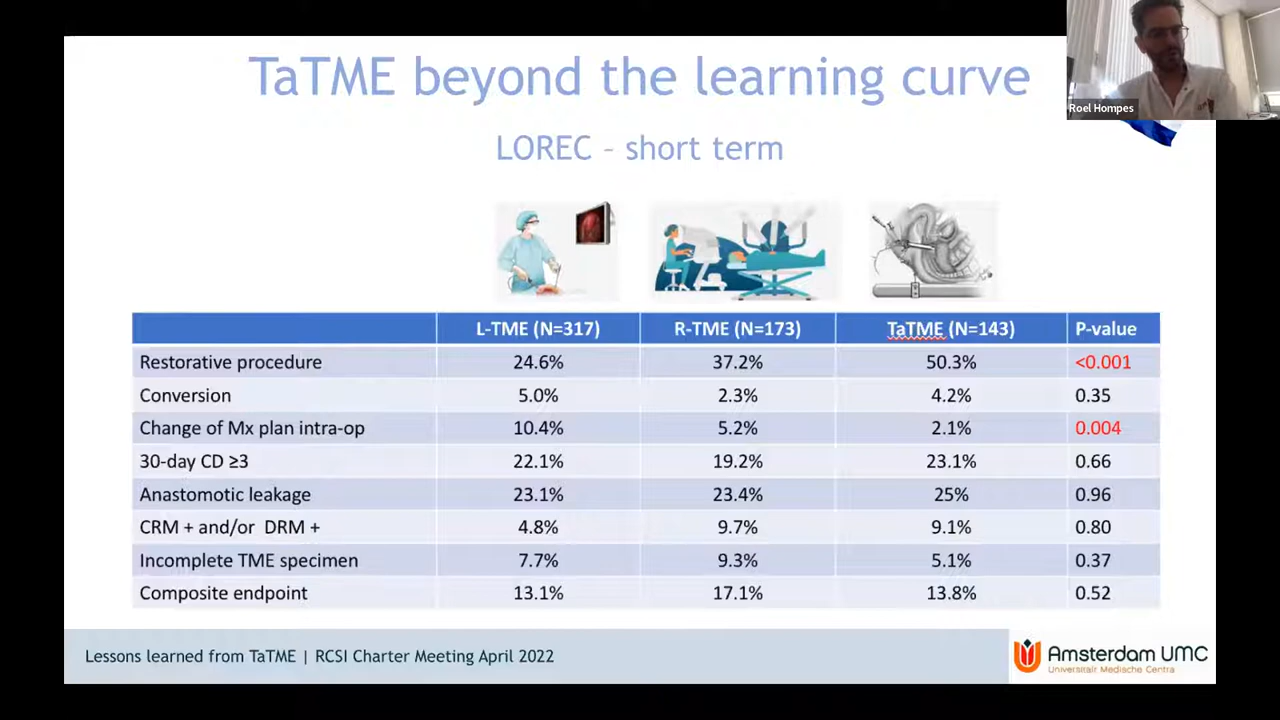 TaTME beyond the learning curve
Roel Hompes
LOREC – short term
L-TME (N=317) R-TME (N=173) TaTME (N=143) P-value
Restorative procedure 24.6% 37.2% 50.3% <0.001
Conversion 5.0% 2.3% 4.2% 0.35
Change of Mx plan intra-op 10.4% 5.2% 2.1% 0.004
30-day CD ≥3 22.1% 19.2% 23.1% 0.66
Anastomotic leakage 23.1% 23.4% 25% 0.96
CRM + and/or DRM + 4.8% 9.7% 9.1% 0.80
Incomplete TME specimen 7.7% 9.3% 5.1% 0.37
Composite endpoint 13.1% 17.1% 13.8% 0.52
Lessons learned from TaTME | RCSI Charter Meeting April 2022
Amsterdam UMC
Universitair Medische Centra